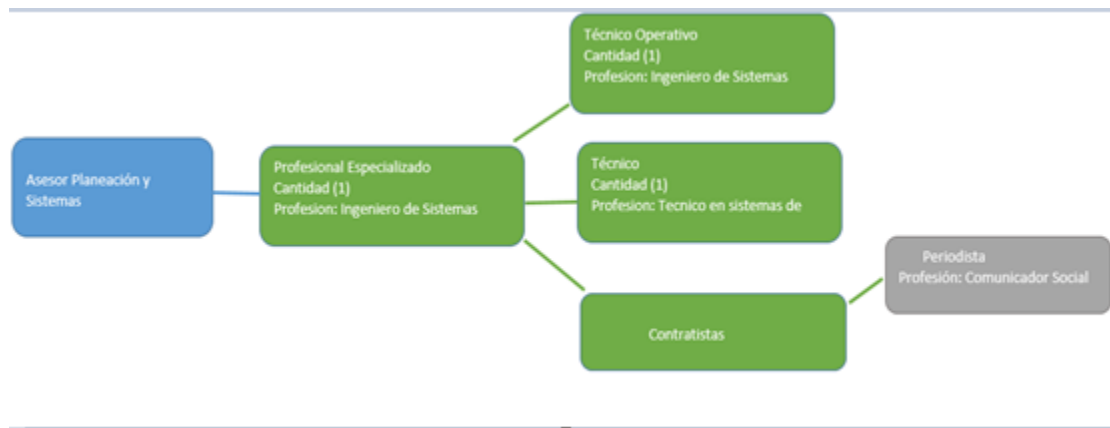 Asesor Planeación y
Sistemas
Profesional Especializado
Cantidad (1)
Profesion: Ingeniero de Sistemas
Técnico Operativo
Cantidad (1)
Profesion: Ingeniero de Sistemas
Técnico
Cantidad (1)
Profesion: Tecnico en sistemas de
Contratistas
Periodista
Profesión: Comunicador Social